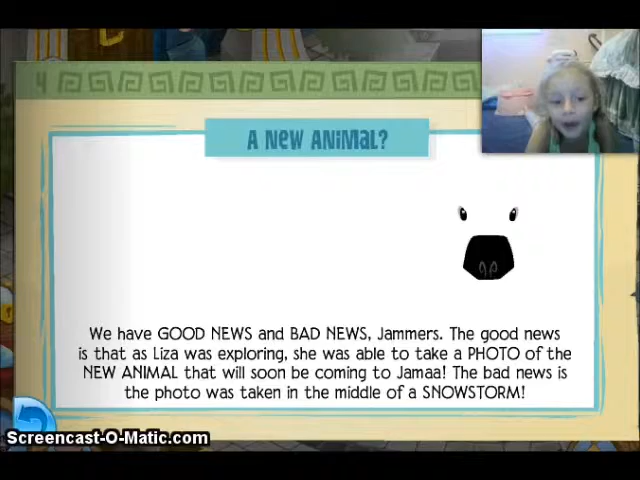 4
A NEW ANIMAL?
We have GOOD NEWS and BAD NEWS, Jammers. The good news
is that as Liza was exploring, she was able to take a PHOTO of the
NEW ANIMAL that will soon be coming to Jamaa! The bad news is
the photo was taken in the middle of a SNOWSTORM!
Screencast-O-Matic.com